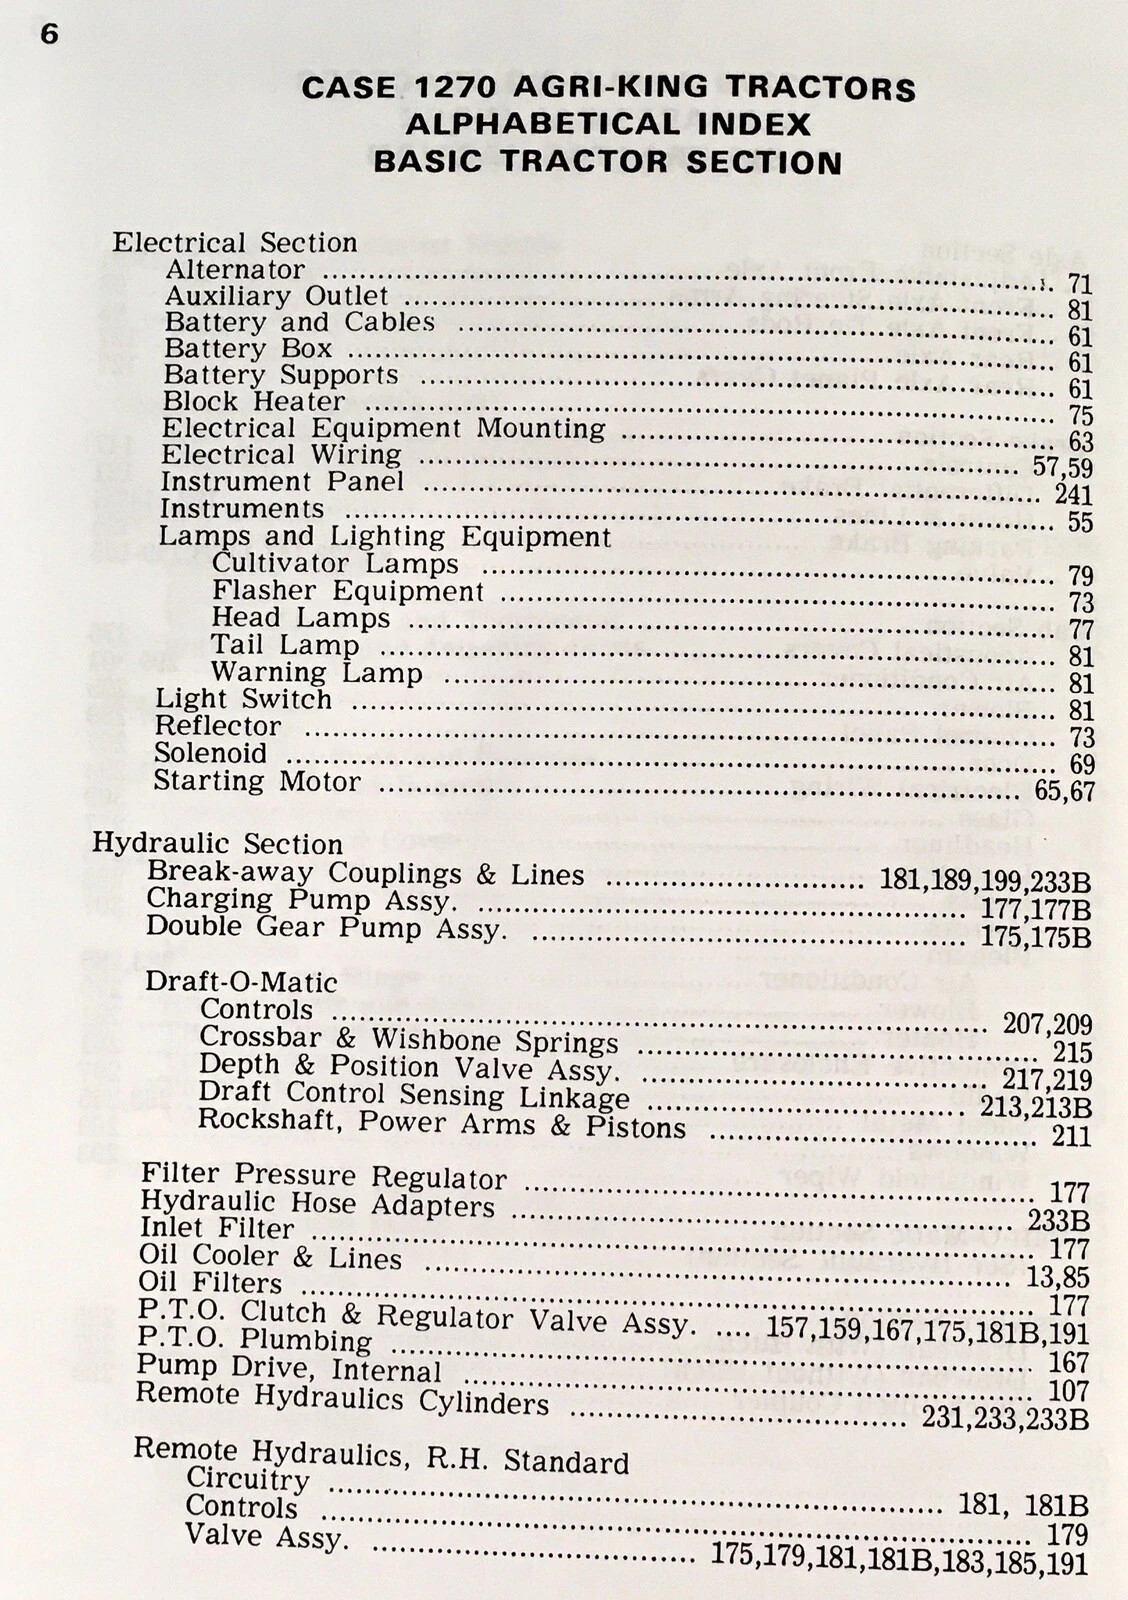 6
CASE 1270 AGRI-KING TRACTORS
ALPHABETICAL INDEX
BASIC TRACTOR SECTION
Electrical Section
Alternator ........ 71
Auxiliary Outlet ........ 81
Battery and Cables ........ 61
Battery Box ........ 61
Battery Supports ........ 61
Block Heater ........ 75
Electrical Equipment Mounting ........ 63
Electrical Wiring ........ 57,59
Instrument Panel ........ 241
Instruments ........ 55
Lamps and Lighting Equipment
Cultivator Lamps ........ 79
Flasher Equipment ........ 73
Head Lamps ........ 77
Tail Lamp ........ 81
Warning Lamp ........ 81
Light Switch ........ 81
Reflector ........ 73
Solenoid ........ 69
Starting Motor ........ 65,67
Hydraulic Section
Break-away Couplings & Lines ........ 181,189,199,233B
Charging Pump Assy. ........ 177,177B
Double Gear Pump Assy. ........ 175,175B
Draft-O-Matic
Controls ........ 207,209
Crossbar & Wishbone Springs ........ 215
Depth & Position Valve Assy. ........ 217,219
Draft Control Sensing Linkage ........ 213,213B
Rockshaft, Power Arms & Pistons ........ 211
Filter Pressure Regulator ........ 177
Hydraulic Hose Adapters ........ 233B
Inlet Filter ........ 177
Oil Cooler & Lines ........ 13,85
Oil Filters ........ 177
P.T.O. Clutch & Regulator Valve Assy. .... 157,159,167,175,181B,191
P.T.O. Plumbing ........ 167
Pump Drive, Internal ........ 107
Remote Hydraulics Cylinders ........ 231,233,233B
Remote Hydraulics, R.H. Standard
Circuitry ........ 181, 181B
Controls ........ 179
Valve Assy. ........ 175,179,181,181B,183,185,191